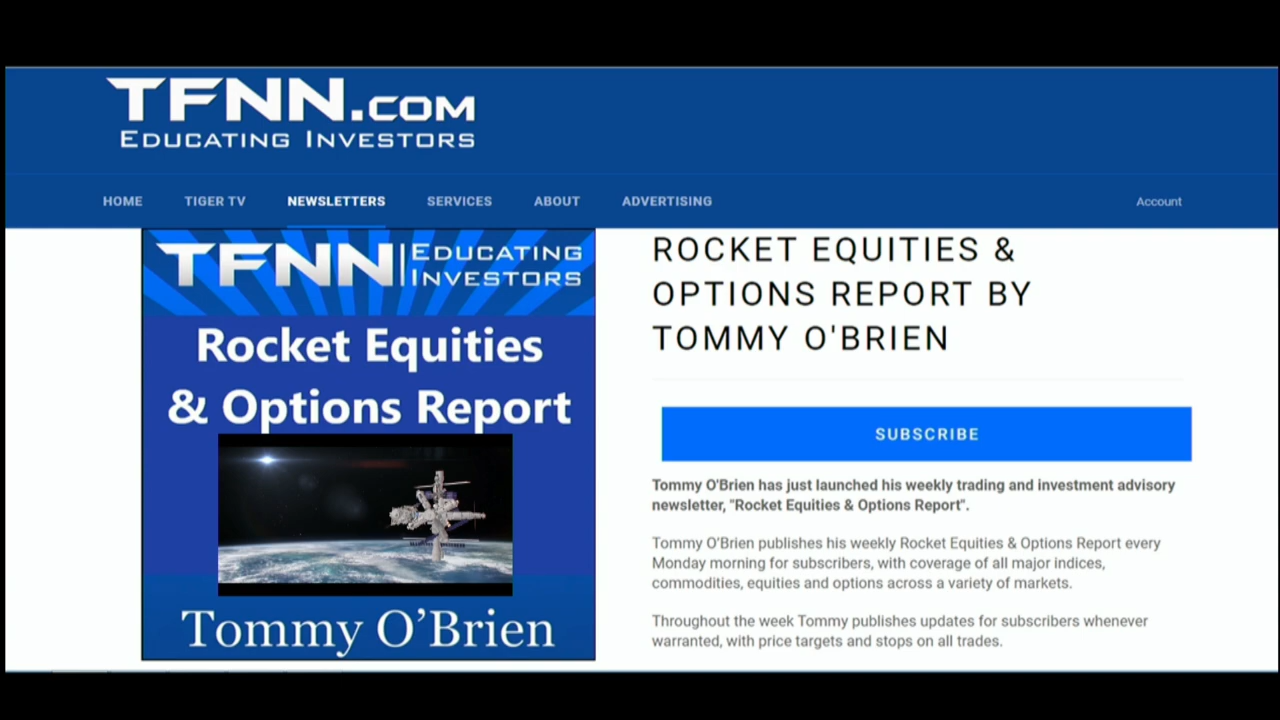 TFNN.COM
EDUCATING INVESTORS
HOME TIGER TV NEWSLETTERS SERVICES ABOUT ADVERTISING Account
TFNN EDUCATING
INVESTORS
Rocket Equities
& Options Report
Tommy O'Brien
ROCKET EQUITIES &
OPTIONS REPORT BY
TOMMY O'BRIEN
SUBSCRIBE
Tommy O'Brien has just launched his weekly trading and investment advisory
newsletter, "Rocket Equities & Options Report".
Tommy O'Brien publishes his weekly Rocket Equities & Options Report every
Monday morning for subscribers, with coverage of all major indices,
commodities, equities and options across a variety of markets.
Throughout the week Tommy publishes updates for subscribers whenever
warranted, with price targets and stops on all trades.